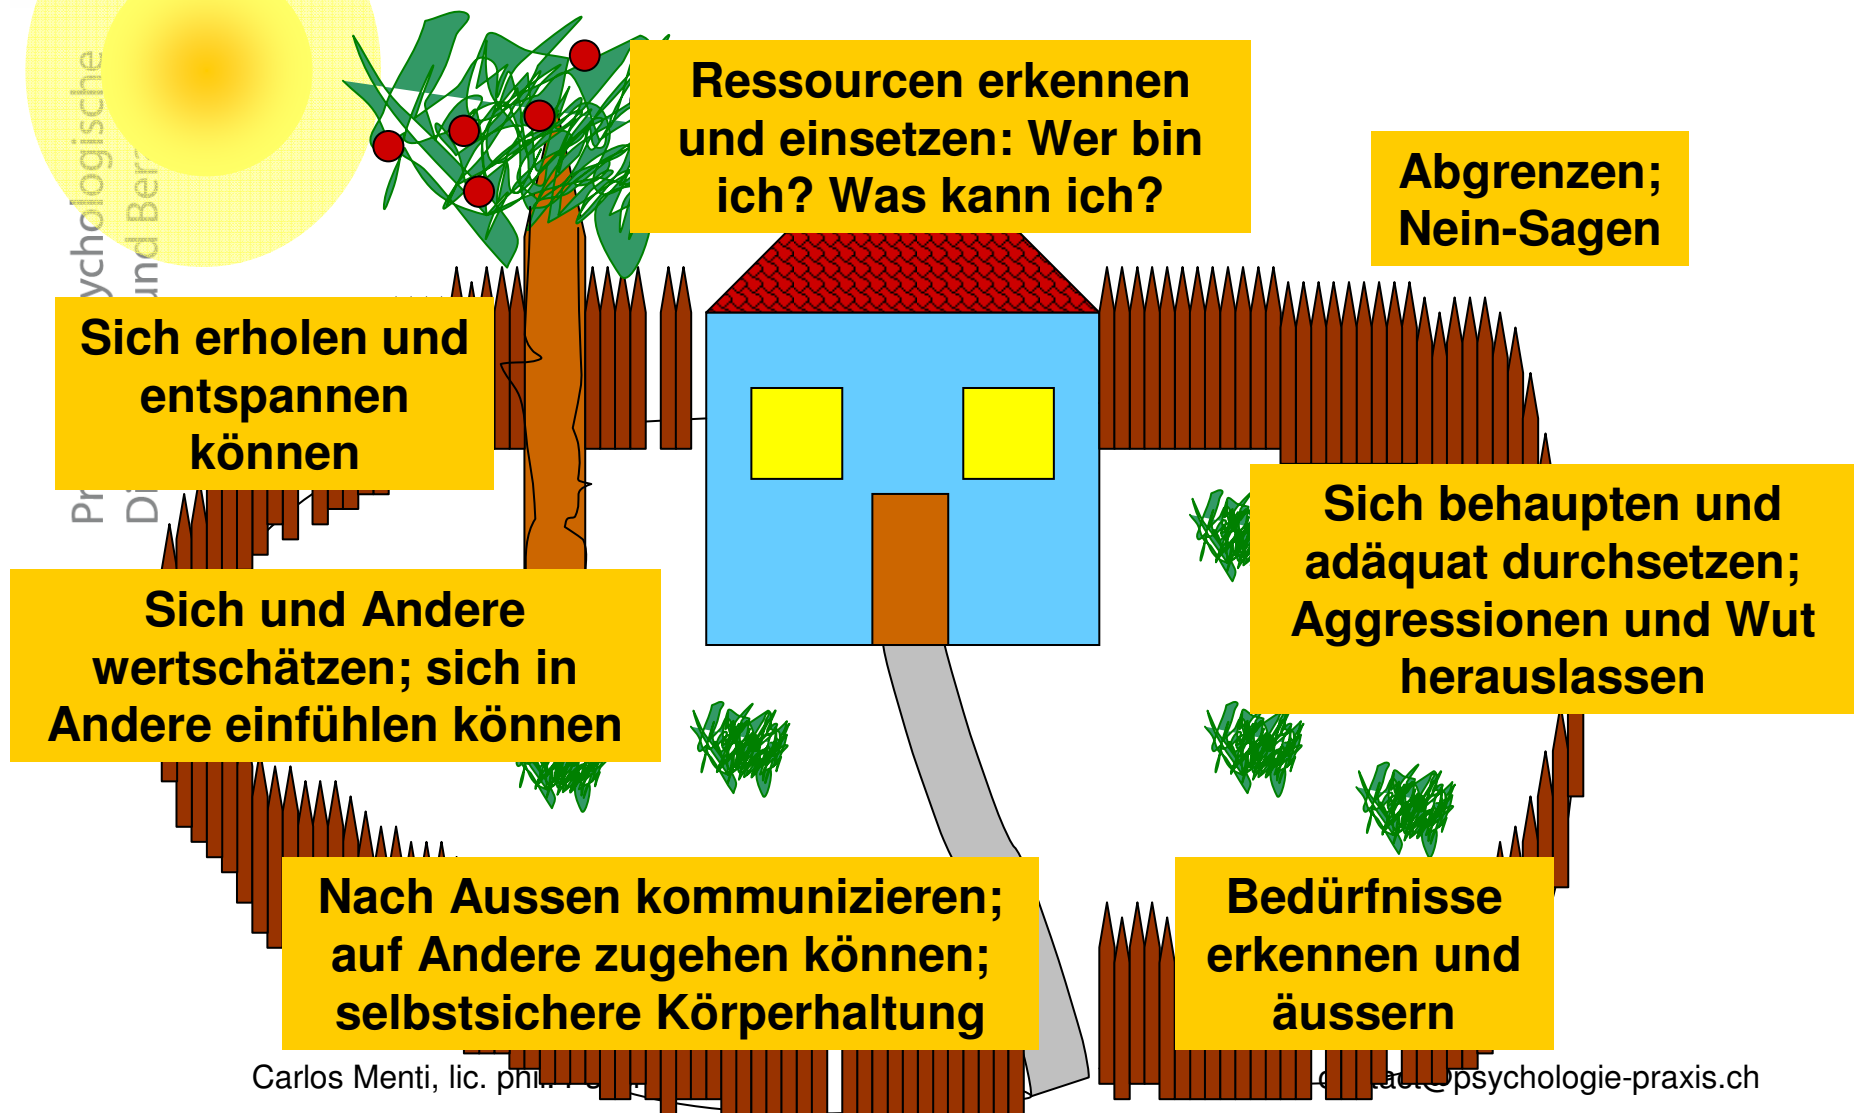 Ressourcen erkennen
und einsetzen: Wer bin
ich? Was kann ich?
Abgrenzen;
Nein-Sagen
Sich erholen und
entspannen
können
Sich behaupten und
adäquat durchsetzen;
Aggressionen und Wut
herauslassen
Sich und Andere
wertschätzen; sich in
Andere einfühlen können
Nach Aussen kommunizieren;
auf Andere zugehen können;
selbstsichere Körperhaltung
Bedürfnisse
erkennen und
äussern
Carlos Menti, lic. phil.
@psychologie-praxis.ch
und